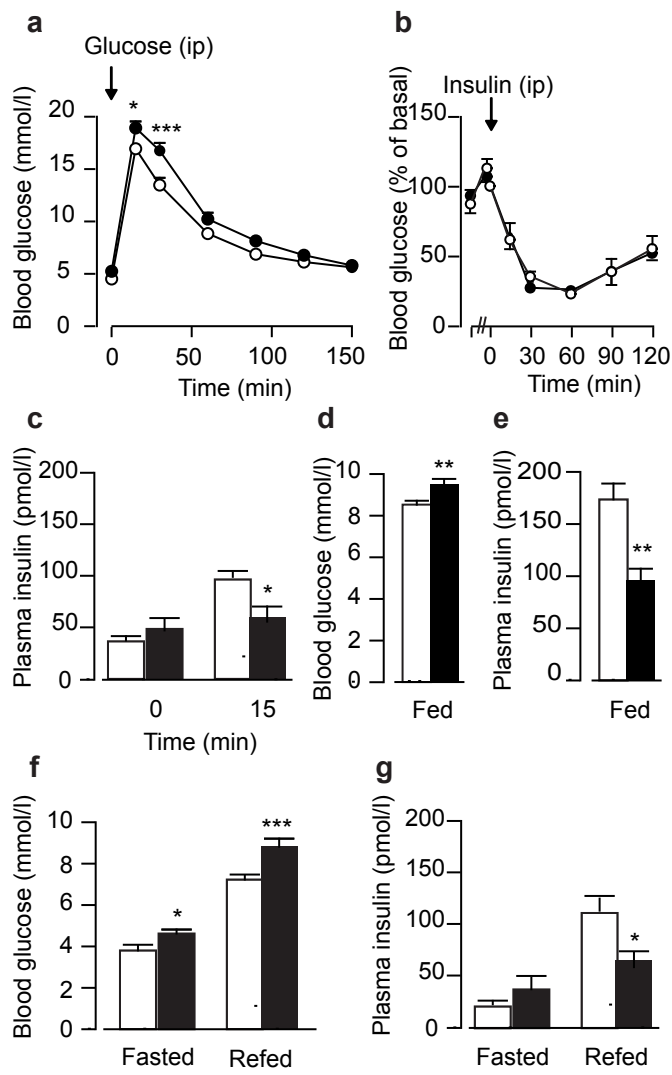 a
Glucose (ip)
Blood glucose (mmol/l)
20
15
10
5
0
*
***
0 50 100 150
Time (min)
b
Insulin (ip)
Blood glucose (% of basal)
150
100
50
0
0 30 60 90 120
Time (min)
c
Plasma insulin (pmol/l)
200
150
100
50
0
*
0 15
Time (min)
d
Blood glucose (mmol/l)
10
8
6
4
2
0
**
Fed
e
Plasma insulin (pmol/l)
200
150
100
50
0
**
Fed
f
Blood glucose (mmol/l)
10
8
6
4
2
0
*
***
Fasted Refed
g
Plasma insulin (pmol/l)
200
150
100
50
0
*
Fasted Refed